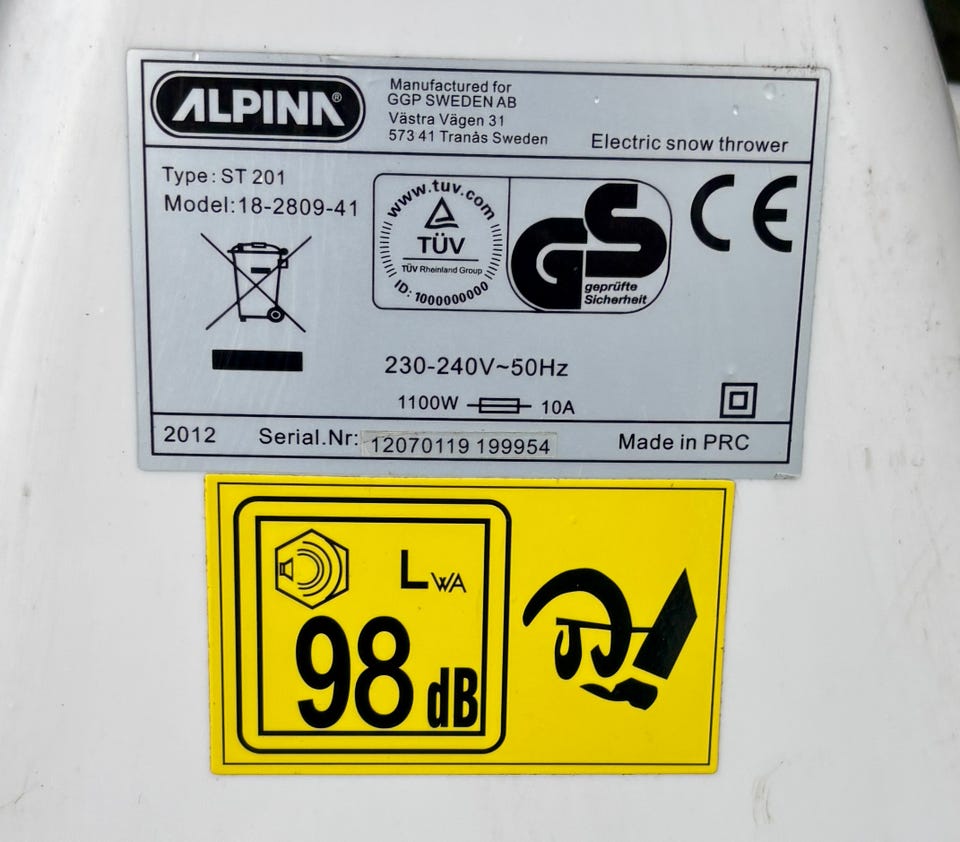 ALPINA®
Manufactured for
GGP SWEDEN AB
Västra Vägen 31
573 41 Tranås Sweden
Electric snow thrower
Type: ST 201
Model:18-2809-41
www.tuv.com
TÜV
TÜV Rheinland Group
ID: 1000000000
GS
geprüfte
Sicherheit
CE
230-240V~50Hz
1100W 10A
2012 Serial.Nr: 12070119 199954 Made in PRC
LWA
98 dB